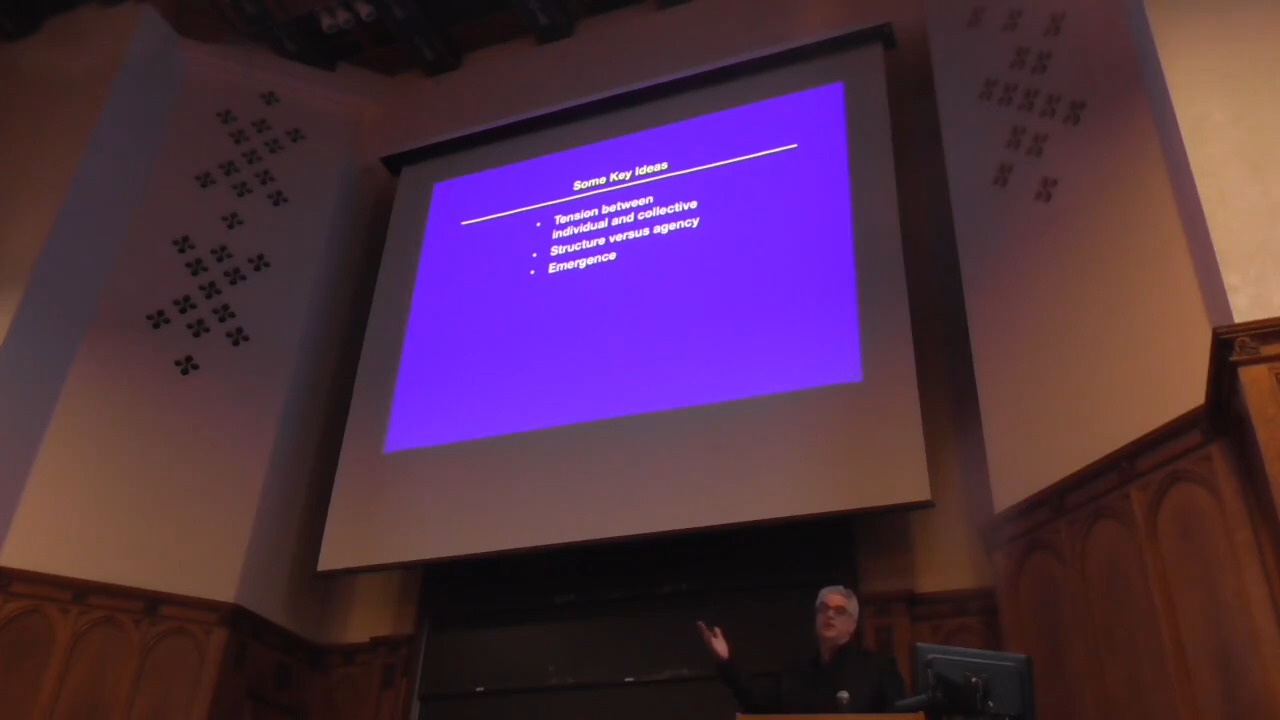 Some Key Ideas
• Tension between
individual and collective
• Structure versus agency
• Emergence